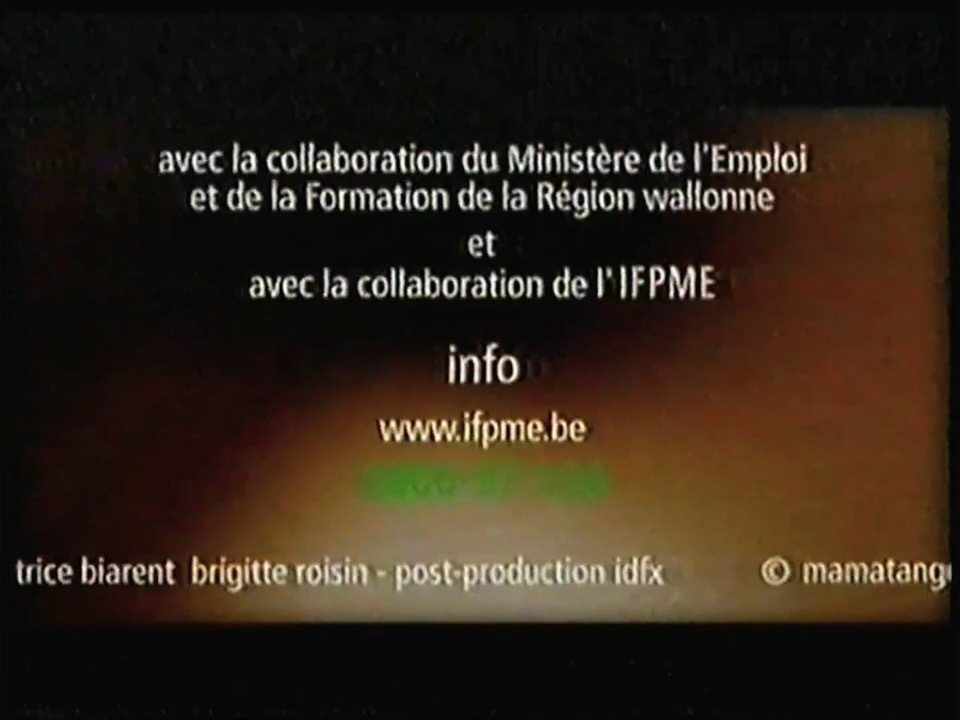 avec la collaboration du Ministère de l'Emploi
et de la Formation de la Région wallonne
et
avec la collaboration de l'IFPME
info
www.ifpme.be
trice biarent brigitte roisin - post-production idfx © mamatang